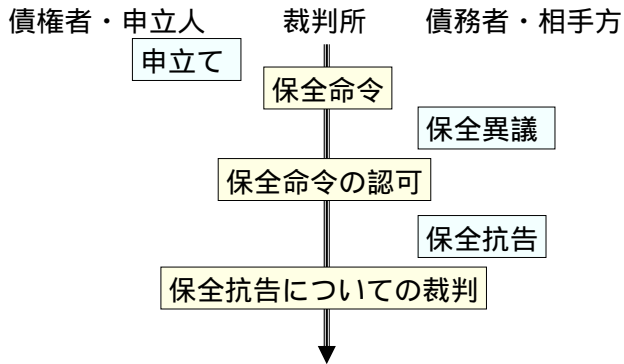 債権者・申立人 裁判所 債務者・相手方
申立て
保全命令
保全異議
保全命令の認可
保全抗告
保全抗告についての裁判